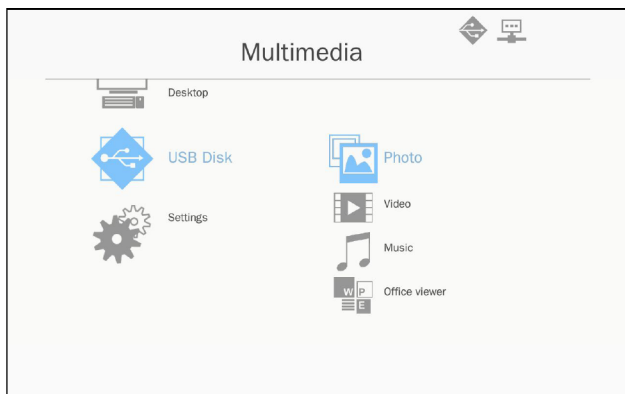 Multimedia
Desktop
USB Disk
Photo
Video
Settings
Music
W P
E
Office viewer